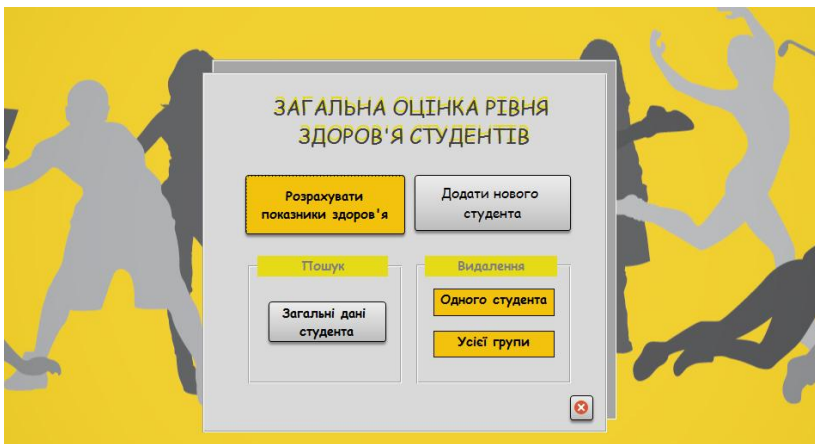 ЗАГАЛЬНА ОЦІНКА РІВНЯ
ЗДОРОВ'Я СТУДЕНТІВ
Розрахувати
показники здоров'я
Додати нового
студента
Пошук
Загальні дані
студента
Видалення
Одного студента
Усієї групи